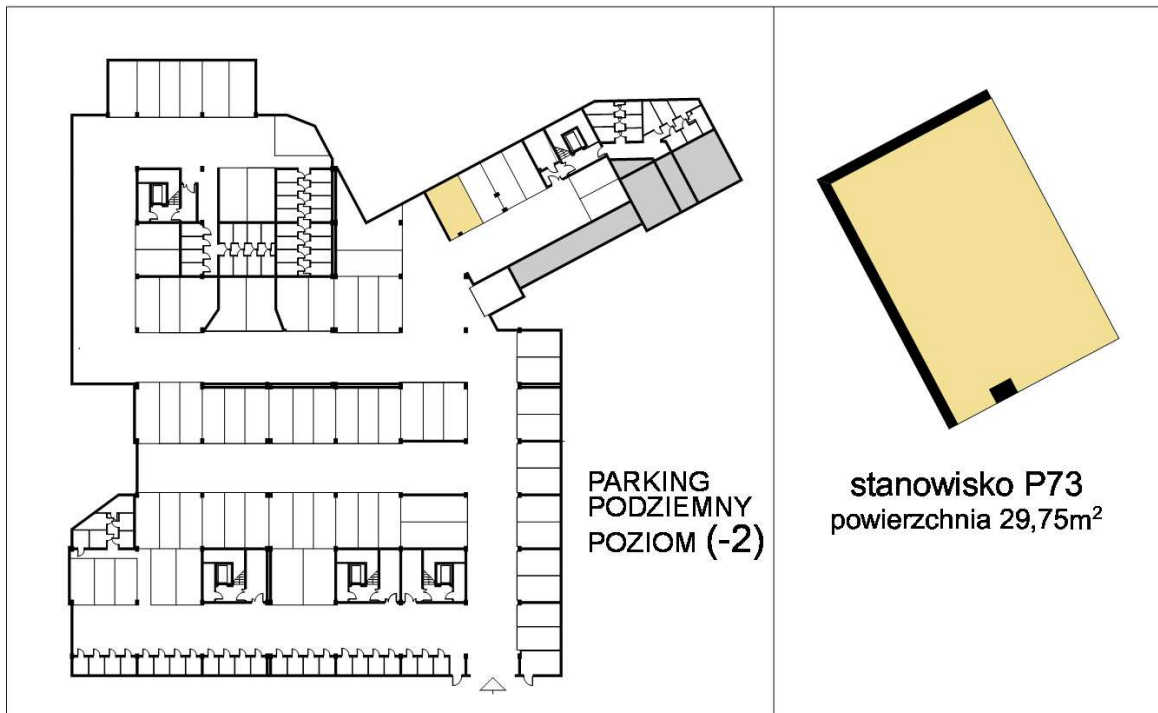 PARKING
PODZIEMNY
POZIOM (-2)
stanowisko P73
powierzchnia 29,75m²